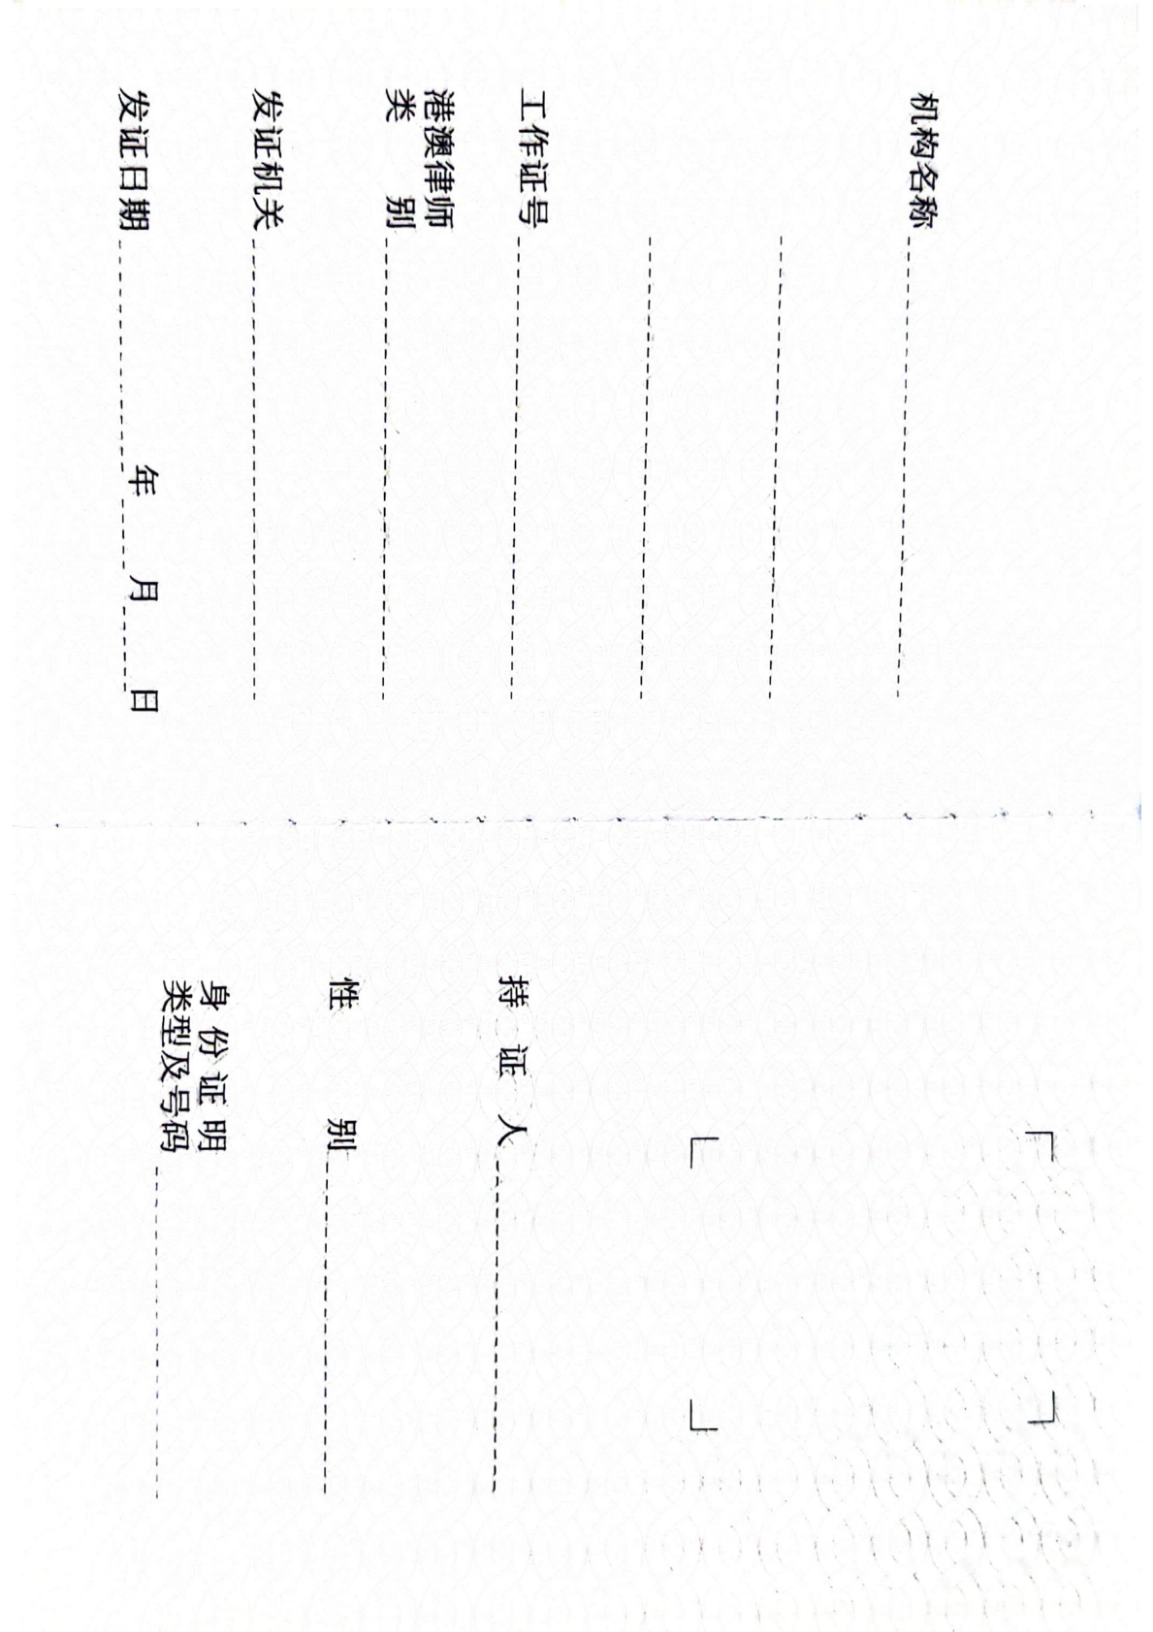 机构名称
工作证号
港澳律师
类 别
发证机关
发证日期 年 月 日
持 证 人
性 别
身 份 证 明
类型及号码